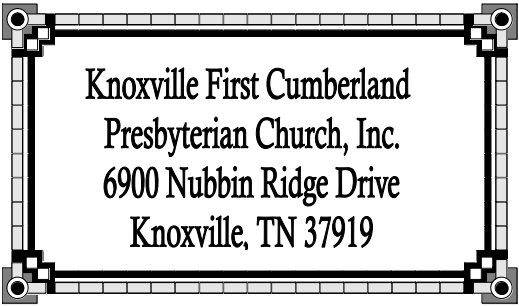 Knoxville First Cumberland
Presbyterian Church, Inc.
6900 Nubbin Ridge Drive
Knoxville, TN 37919